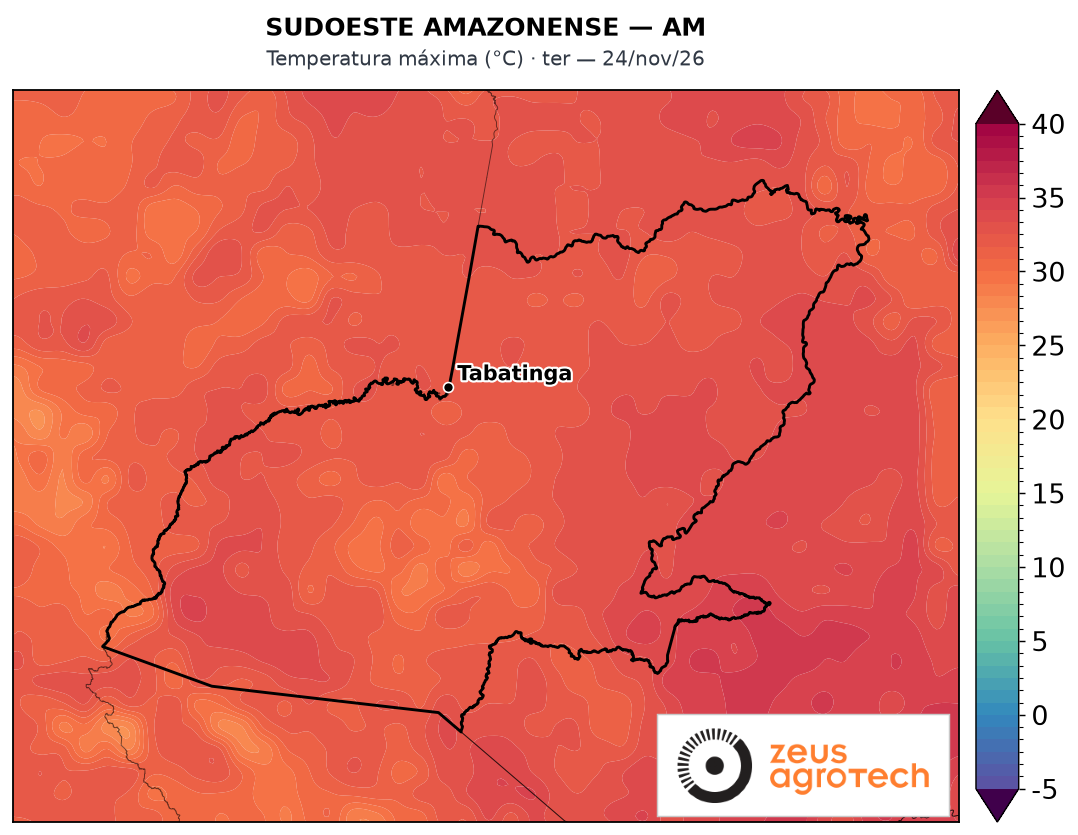 SUDOESTE AMAZONENSE — AM
Temperatura máxima (°C) · ter — 24/nov/26
40
35
30
25
20
15
10
5
0
-5
Tabatinga
zeus
agrotech